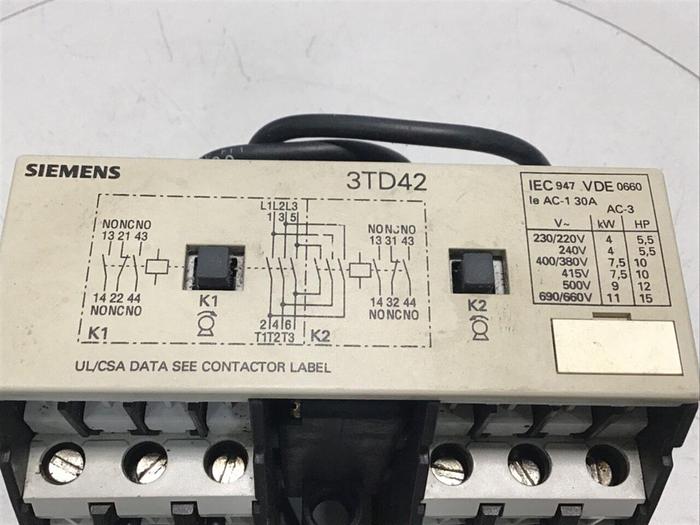 SIEMENS
3TD42
L1L2L3
1 3 5
NONCNO
13 21 43
14 22 44
NONCNO
K1
K1
2 4 6
T1T2T3
K2
NONCNO
13 31 43
14 32 44
NONCNO
K2
UL/CSA DATA SEE CONTACTOR LABEL
IEC 947 VDE 0660
Ie AC-1 30A
AC-3
V~ kW HP
230/220V 4 5,5
240V 4 5,5
400/380V 7,5 10
415V 7,5 10
500V 9 12
690/660V 11 15